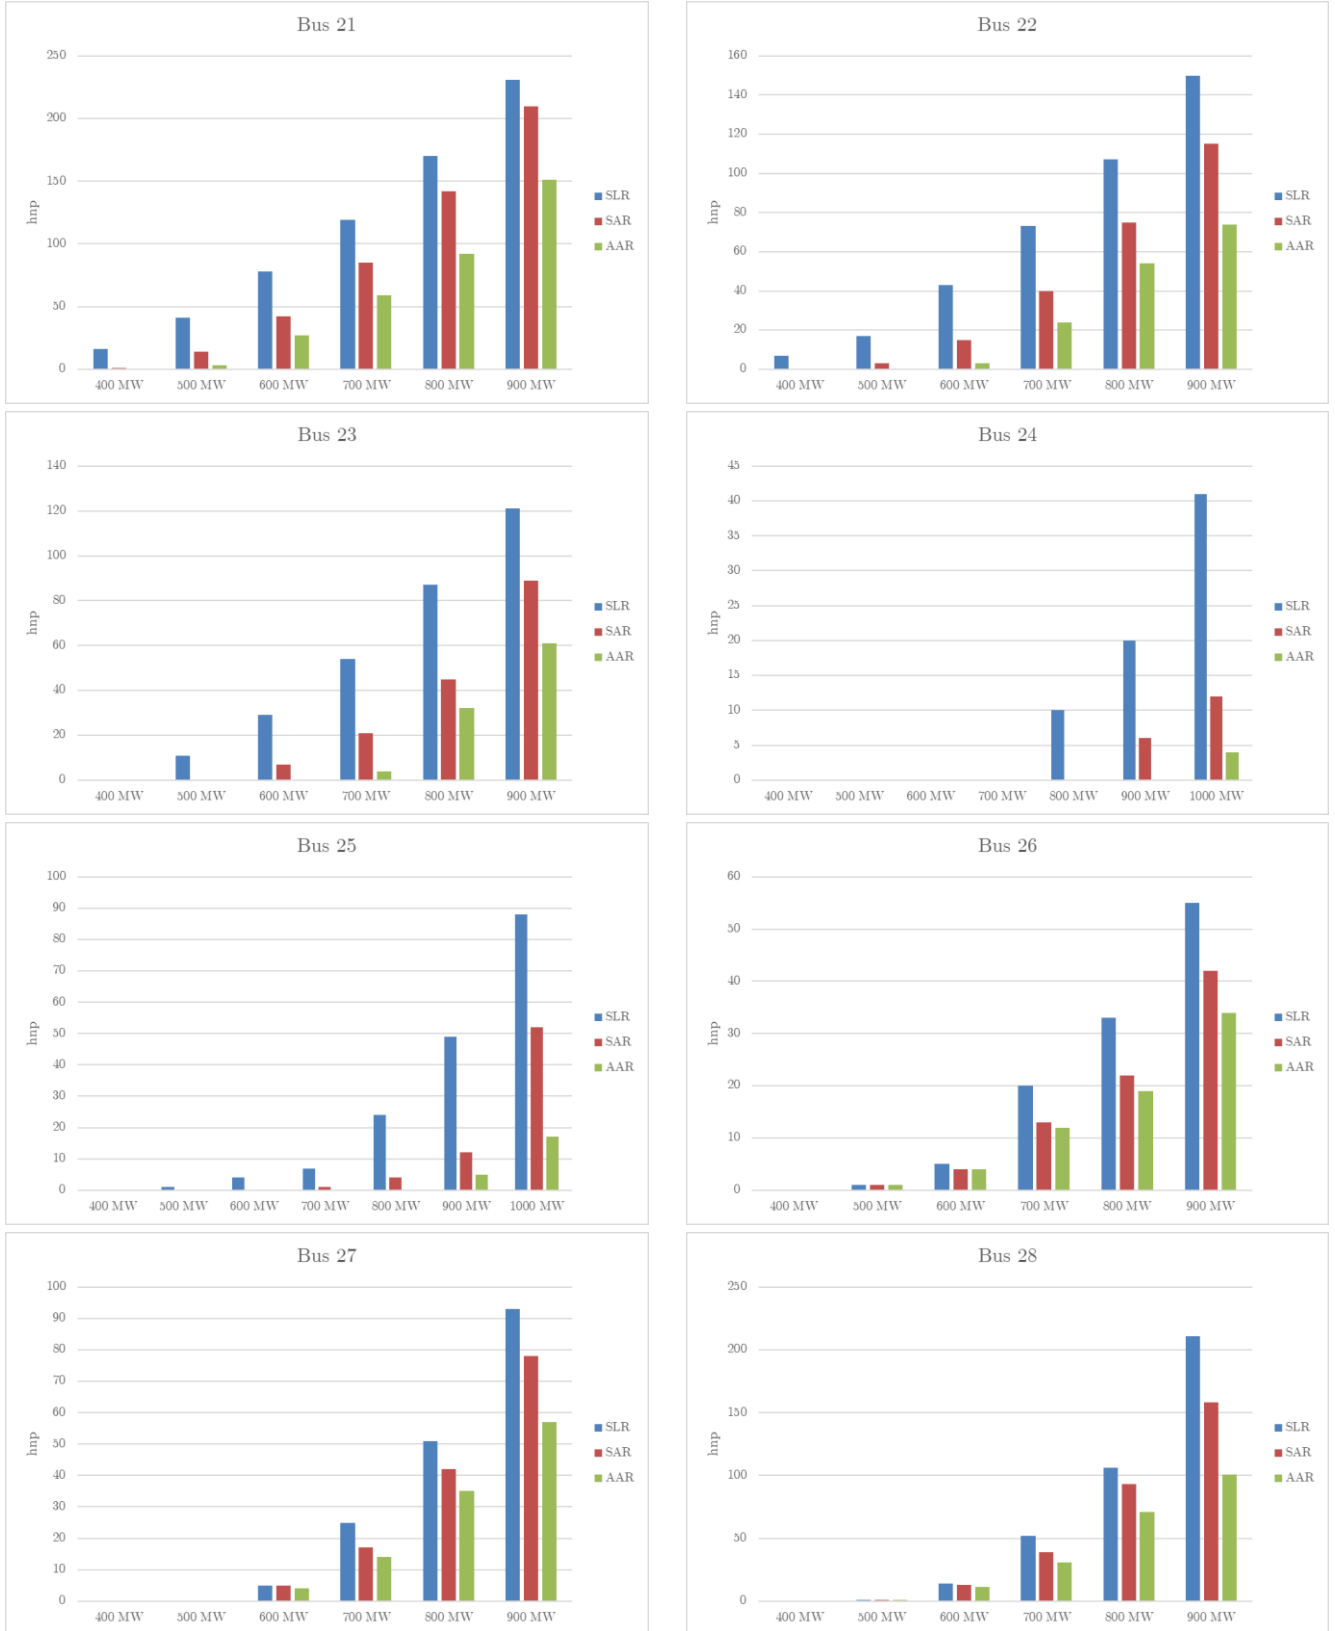 Bus 21
250
200
150
100
50
0
hnp
400 MW 500 MW 600 MW 700 MW 800 MW 900 MW
SLR
SAR
AAR
Bus 22
160
140
120
100
80
60
40
20
0
hnp
400 MW 500 MW 600 MW 700 MW 800 MW 900 MW
SLR
SAR
AAR
Bus 23
140
120
100
80
60
40
20
0
hnp
400 MW 500 MW 600 MW 700 MW 800 MW 900 MW
SLR
SAR
AAR
Bus 24
45
40
35
30
25
20
15
10
5
0
hnp
400 MW 500 MW 600 MW 700 MW 800 MW 900 MW 1000 MW
SLR
SAR
AAR
Bus 25
100
90
80
70
60
50
40
30
20
10
0
hnp
400 MW 500 MW 600 MW 700 MW 800 MW 900 MW 1000 MW
SLR
SAR
AAR
Bus 26
60
50
40
30
20
10
0
hnp
400 MW 500 MW 600 MW 700 MW 800 MW 900 MW
SLR
SAR
AAR
Bus 27
100
90
80
70
60
50
40
30
20
10
0
hnp
400 MW 500 MW 600 MW 700 MW 800 MW 900 MW
SLR
SAR
AAR
Bus 28
250
200
150
100
50
0
hnp
400 MW 500 MW 600 MW 700 MW 800 MW 900 MW
SLR
SAR
AAR